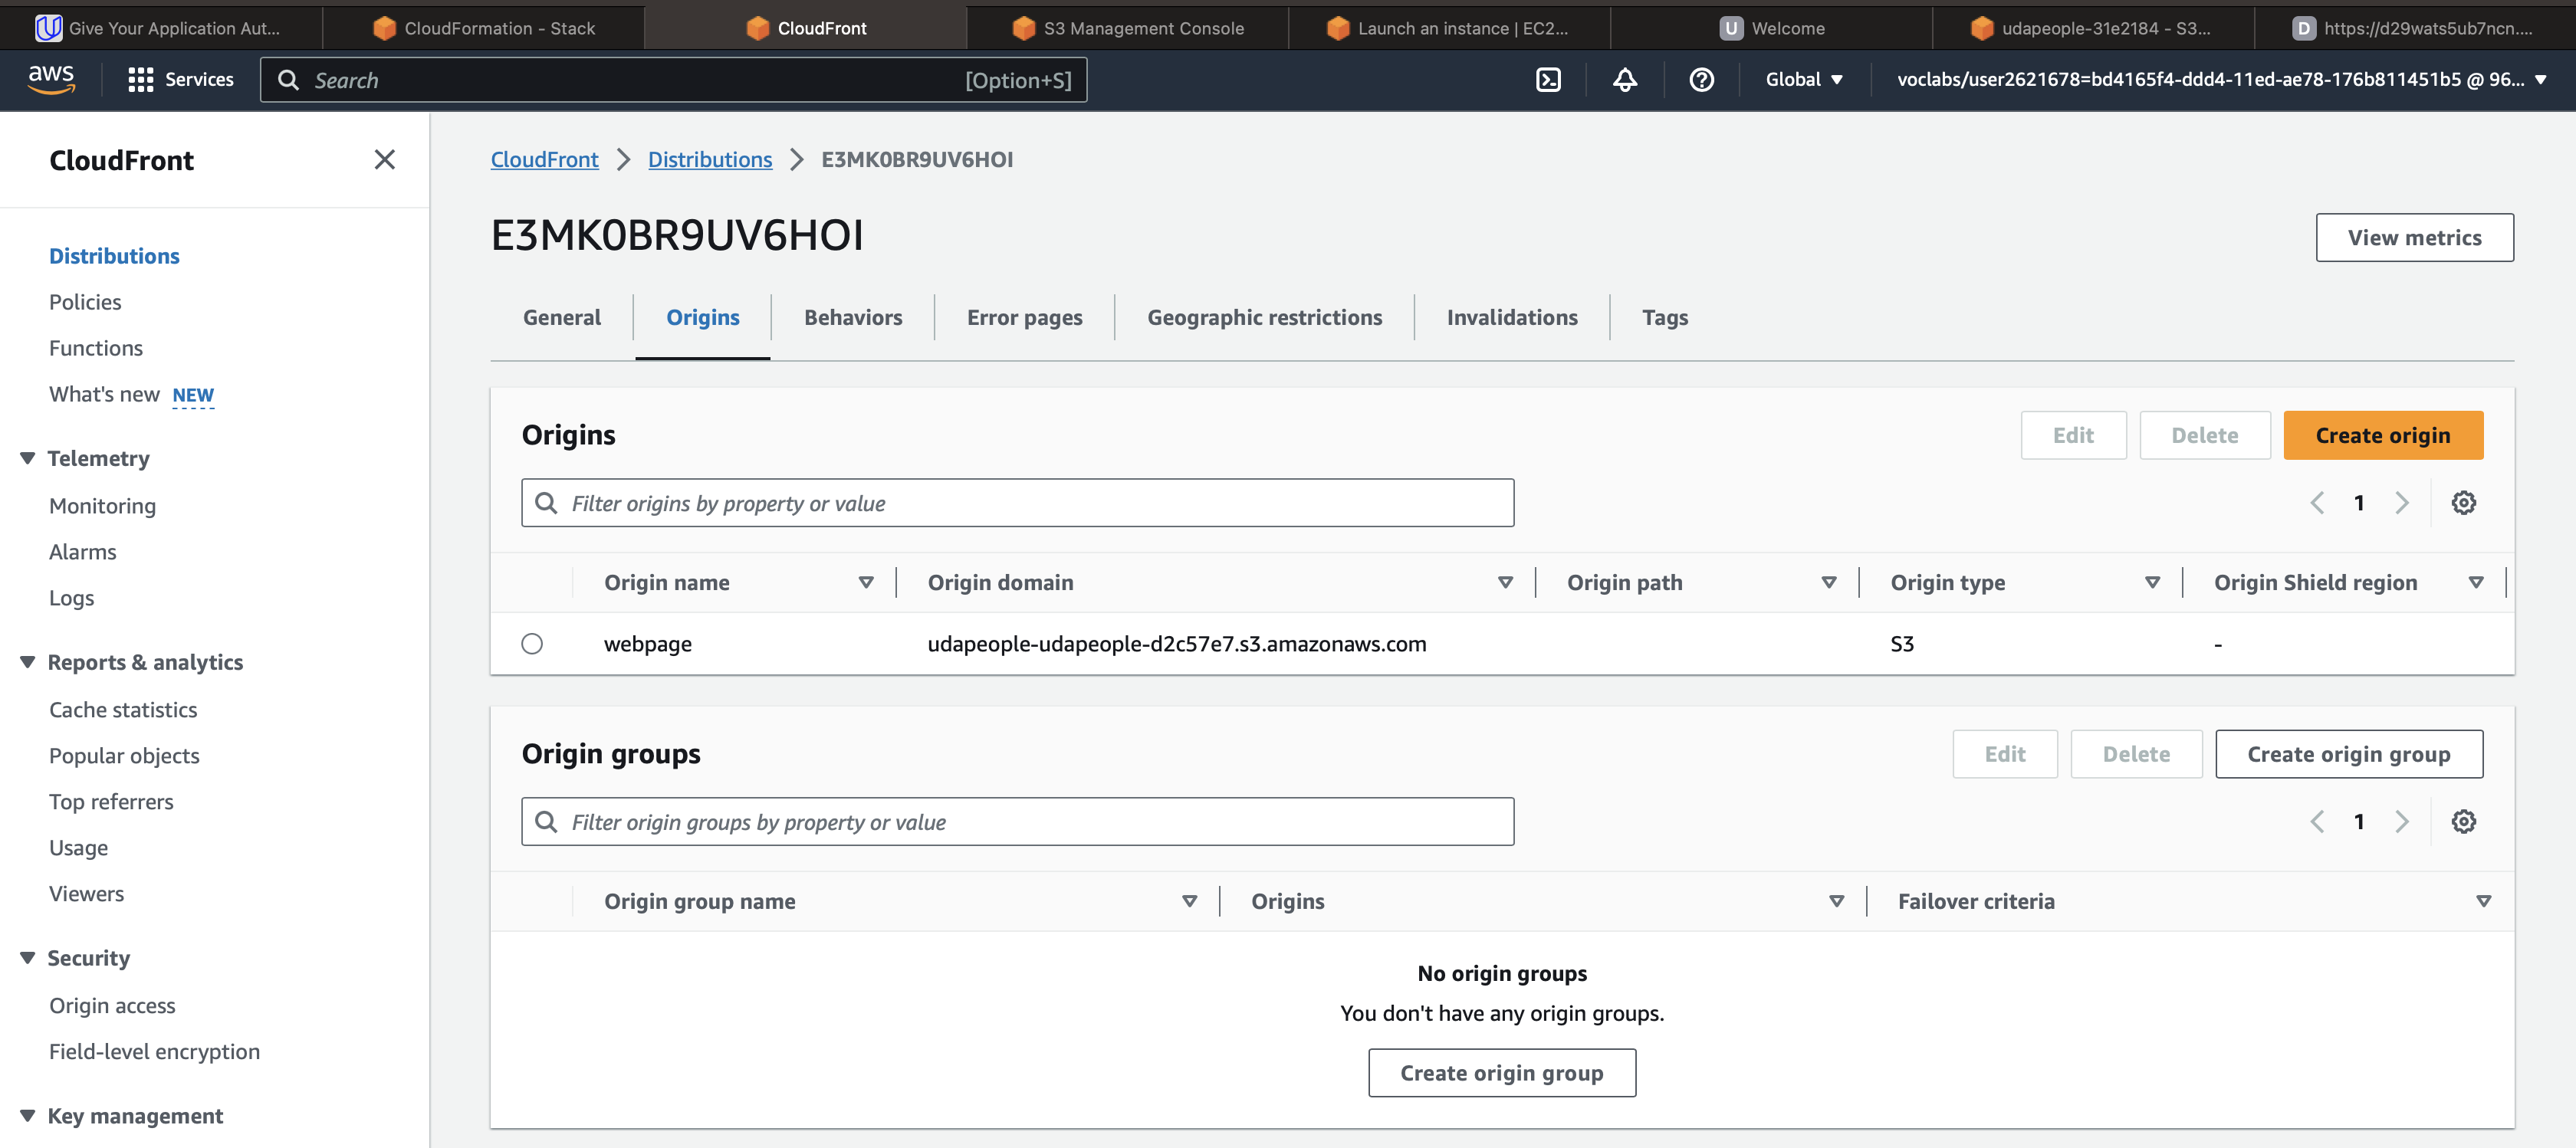 Give Your Application Aut...
CloudFormation - Stack
CloudFront
S3 Management Console
Launch an instance | EC2...
U Welcome
udapeople-31e2184 - S3...
D https://d29wats5ub7ncn....
aws
Services
Search
[Option+S]
Global
voclabs/user2621678=bd4165f4-ddd4-11ed-ae78-176b811451b5 @ 96...
CloudFront
Distributions
Policies
Functions
What's new NEW
Telemetry
Monitoring
Alarms
Logs
Reports & analytics
Cache statistics
Popular objects
Top referrers
Usage
Viewers
Security
Origin access
Field-level encryption
Key management
CloudFront
Distributions
E3MK0BR9UV6HOI
E3MK0BR9UV6HOI
View metrics
General
Origins
Behaviors
Error pages
Geographic restrictions
Invalidations
Tags
Origins
Edit
Delete
Create origin
Filter origins by property or value
1
Origin name
Origin domain
Origin path
Origin type
Origin Shield region
webpage
udapeople-udapeople-d2c57e7.s3.amazonaws.com
S3
-
Origin groups
Edit
Delete
Create origin group
Filter origin groups by property or value
1
Origin group name
Origins
Failover criteria
No origin groups
You don't have any origin groups.
Create origin group